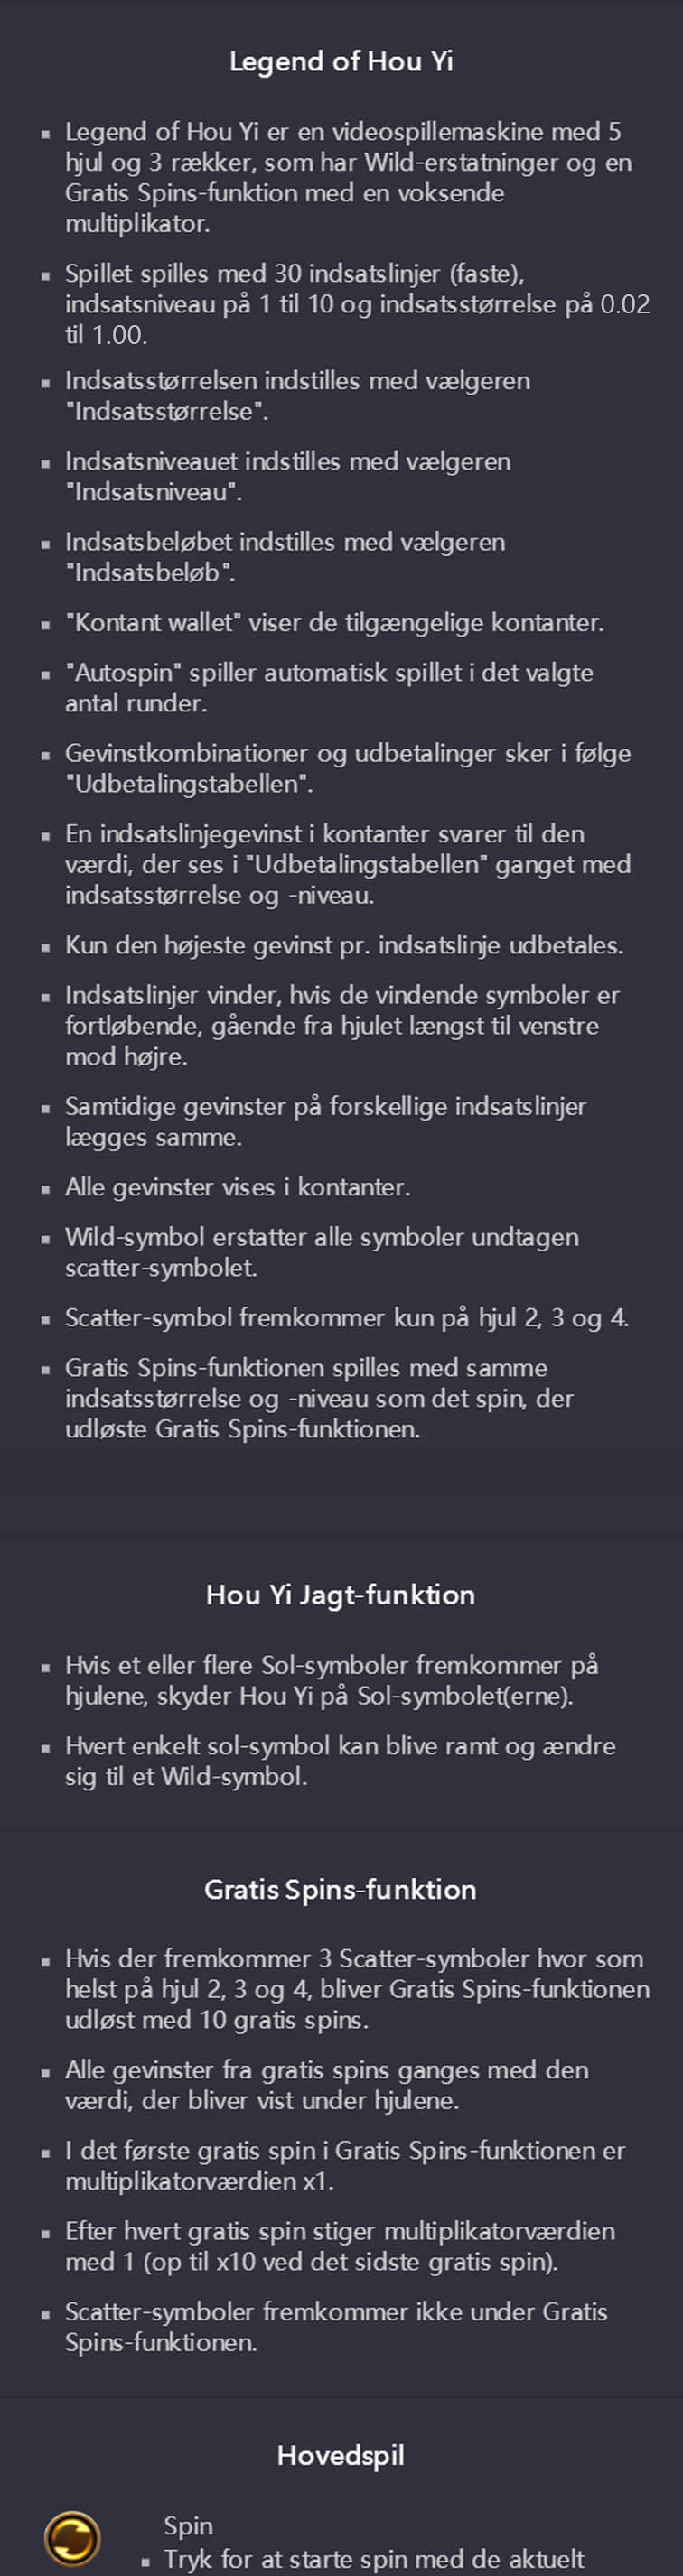 Legend of Hou Yi
▪ Legend of Hou Yi er en videospillemaskine med 5
hjul og 3 rækker, som har Wild-erstatninger og en
Gratis Spins-funktion med en voksende
multiplikator.
▪ Spillet spilles med 30 indsatslinjer (faste),
indsatsniveau på 1 til 10 og indsatsstørrelse på 0.02
til 1.00.
▪ Indsatsstørrelsen indstilles med vælgeren
"Indsatsstørrelse".
▪ Indsatsniveauet indstilles med vælgeren
"Indsatsniveau".
▪ Indsatsbeløbet indstilles med vælgeren
"Indsatsbeløb".
▪ "Kontant wallet" viser de tilgængelige kontanter.
▪ "Autospin" spiller automatisk spillet i det valgte
antal runder.
▪ Gevinstkombinationer og udbetalinger sker i følge
"Udbetalingstabellen".
▪ En indsatslinjegevinst i kontanter svarer til den
værdi, der ses i "Udbetalingstabellen" ganget med
indsatsstørrelse og -niveau.
▪ Kun den højeste gevinst pr. indsatslinje udbetales.
▪ Indsatslinjer vinder, hvis de vindende symboler er
fortløbende, gående fra hjulet længst til venstre
mod højre.
▪ Samtidige gevinster på forskellige indsatslinjer
lægges samme.
▪ Alle gevinster vises i kontanter.
▪ Wild-symbol erstatter alle symboler undtagen
scatter-symbolet.
▪ Scatter-symbol fremkommer kun på hjul 2, 3 og 4.
▪ Gratis Spins-funktionen spilles med samme
indsatsstørrelse og -niveau som det spin, der
udløste Gratis Spins-funktionen.
Hou Yi Jagt-funktion
▪ Hvis et eller flere Sol-symboler fremkommer på
hjulene, skyder Hou Yi på Sol-symbolet(erne).
▪ Hvert enkelt sol-symbol kan blive ramt og ændre
sig til et Wild-symbol.
Gratis Spins-funktion
▪ Hvis der fremkommer 3 Scatter-symboler hvor som
helst på hjul 2, 3 og 4, bliver Gratis Spins-funktionen
udløst med 10 gratis spins.
▪ Alle gevinster fra gratis spins ganges med den
værdi, der bliver vist under hjulene.
▪ I det første gratis spin i Gratis Spins-funktionen er
multiplikatorværdien x1.
▪ Efter hvert gratis spin stiger multiplikatorværdien
med 1 (op til x10 ved det sidste gratis spin).
▪ Scatter-symboler fremkommer ikke under Gratis
Spins-funktionen.
Hovedspil
Spin
▪ Tryk for at starte spin med de aktuelt